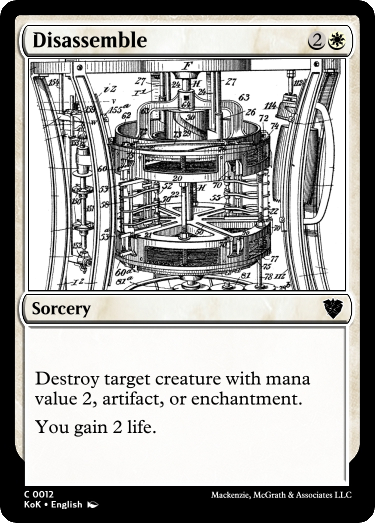 Disassemble 2
Sorcery
Destroy target creature with mana
value 2, artifact, or enchantment.
You gain 2 life.
C 0012
KoK • English
Mackenzie, McGrath & Associates LLC